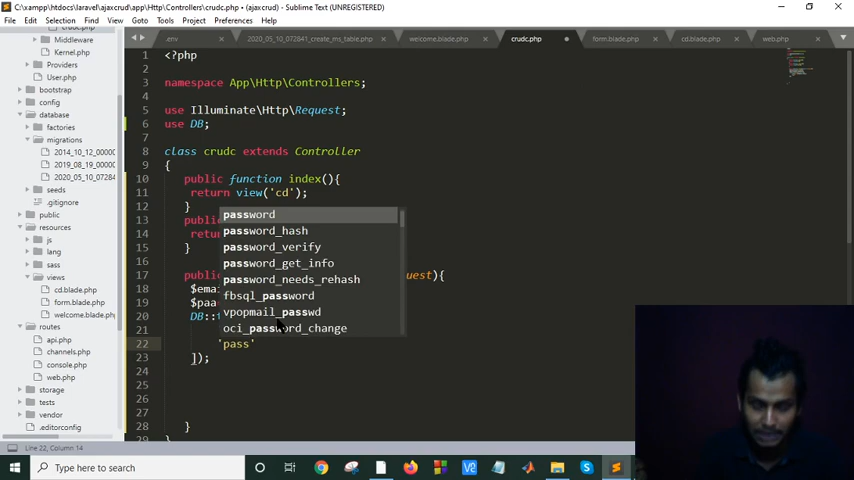 C:\xampp\htdocs\laravel\ajaxcrud\app\Http\Controllers\crudc.php • (ajaxcrud) - Sublime Text (UNREGISTERED)
File Edit Selection Find View Goto Tools Project Preferences Help
.env 2020_05_10_072841_create_ms_table.php welcome.blade.php crudc.php form.blade.php cd.blade.php web.php
crudc.php
Middleware
Kernel.php
Providers
User.php
bootstrap
config
database
factories
migrations
2014_10_12_0000
2019_08_19_0000
2020_05_10_0728
seeds
.gitignore
public
resources
js
lang
sass
views
cd.blade.php
form.blade.php
welcome.blade.ph
routes
api.php
channels.php
console.php
web.php
storage
tests
vendor
.editorconfig
1 <?php
2
3 namespace App\Http\Controllers;
4
5 use Illuminate\Http\Request;
6 use DB;
7
8 class crudc extends Controller
9 {
10 public function index(){
11 return view('cd');
12 }
13 publi
14 retur
15 }
16
17 publi uest){
18 $emai
19 $paa
20 DB::t
21
22 'pass'
23 ]);
24
25
26
27
28 }
29 }
password
password_hash
password_verify
password_get_info
password_needs_rehash
fbsql_password
vpopmail_passwd
oci_password_change
Line 22, Column 14
Type here to search